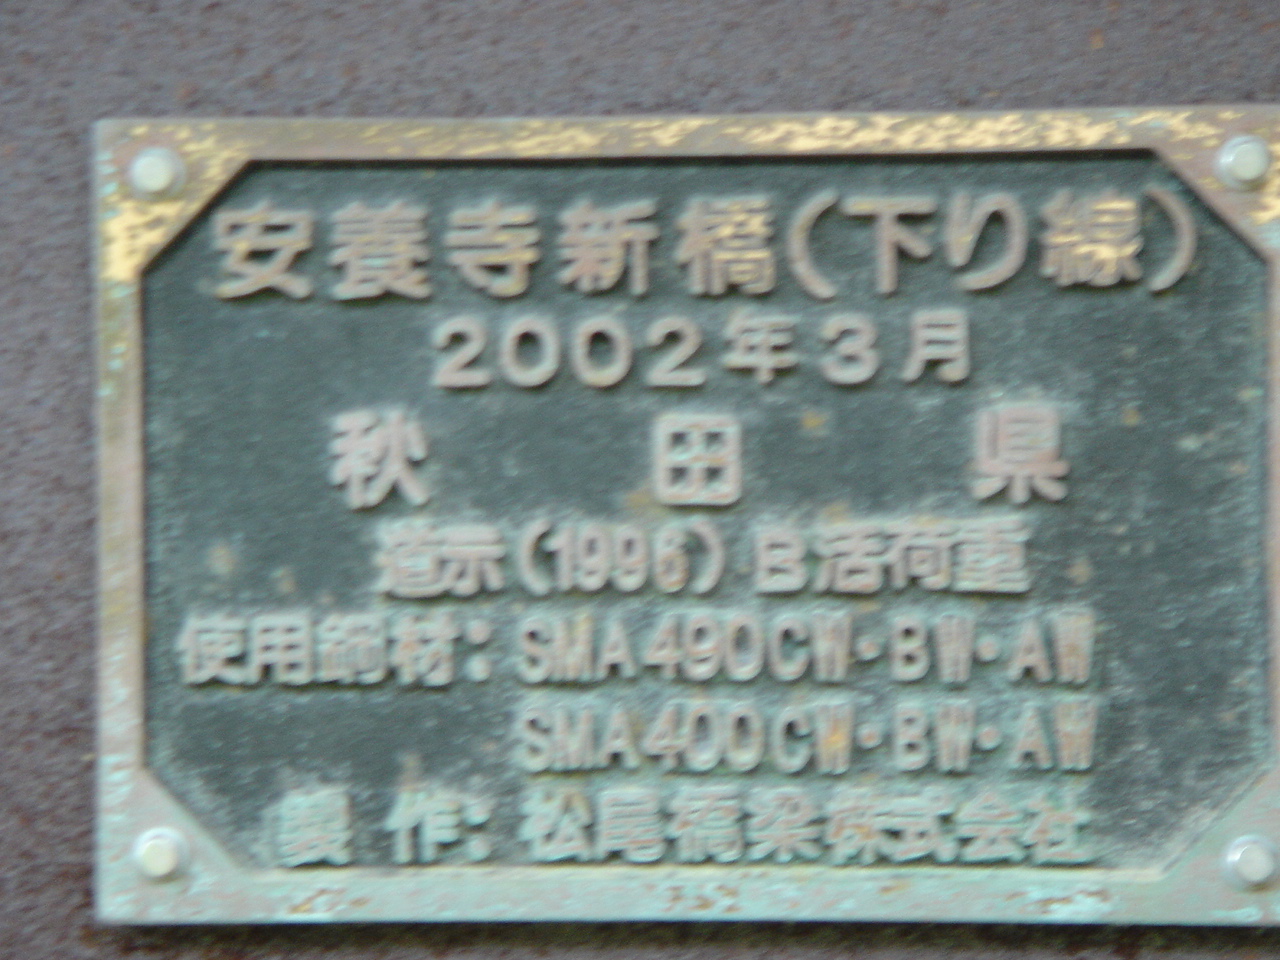 安養寺新橋(下り線)
2002年3月
秋田県
道示(1996)B活荷重
使用鋼材:SMA490CW・BW・AW
SMA400CW・BW・AW
製作:松尾橋梁株式会社